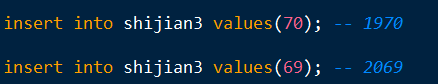 insert into shijian3 values(70); -- 1970
insert into shijian3 values(69); -- 2069